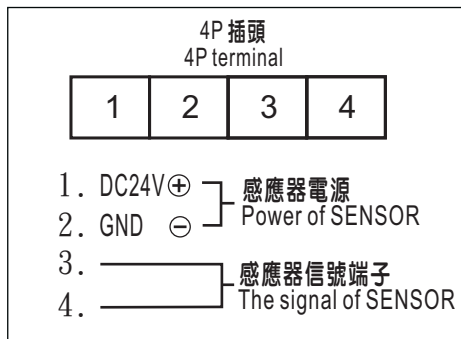 4P 插頭
4P terminal
1 2 3 4
1. DC24V⊕
2. GND ⊖
感應器電源
Power of SENSOR
3.
4.
感應器信號端子
The signal of SENSOR